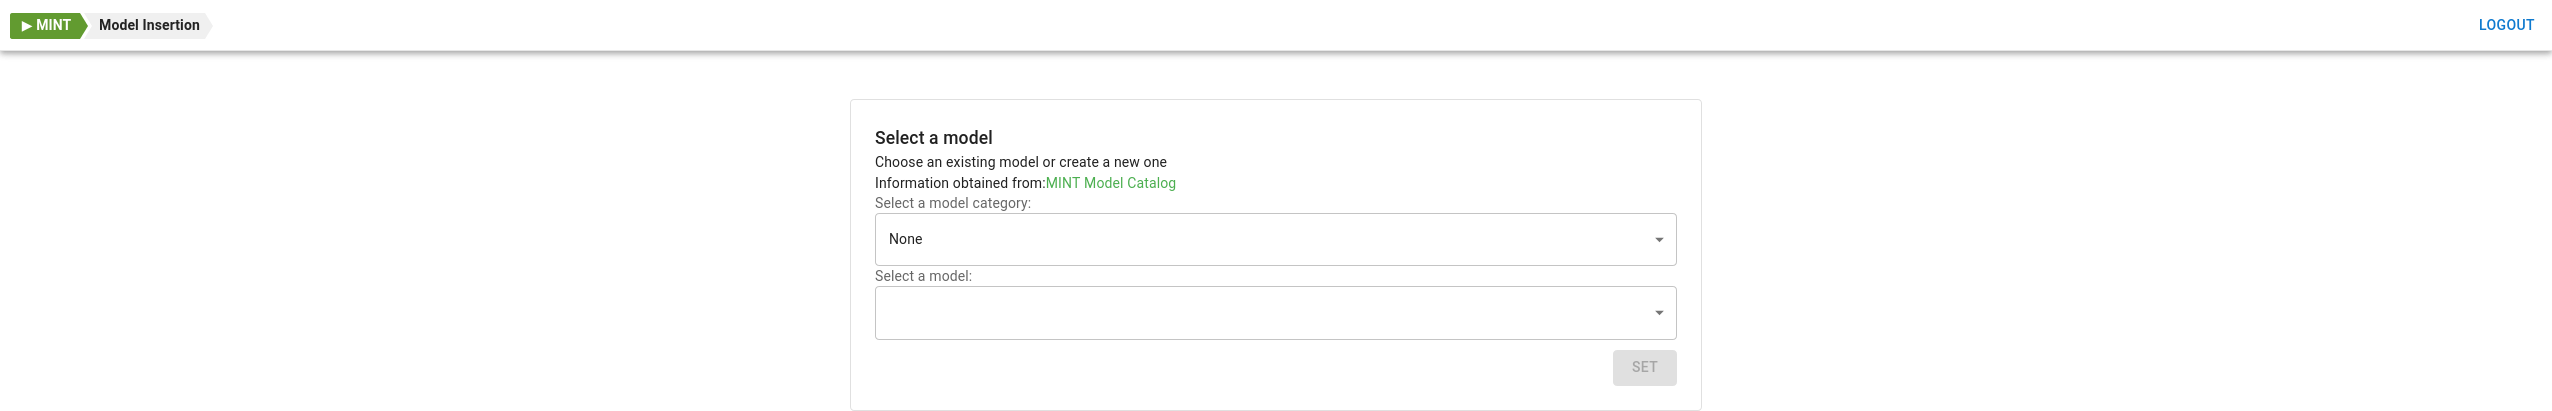 ▶ MINT Model Insertion LOGOUT
Select a model
Choose an existing model or create a new one
Information obtained from:MINT Model Catalog
Select a model category:
None
Select a model:
SET